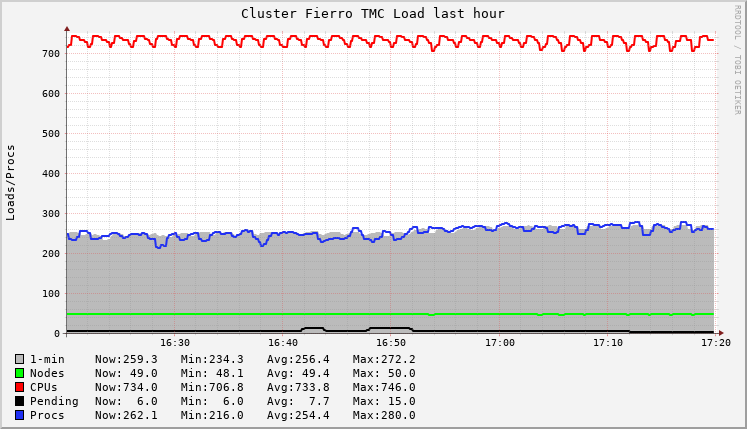 Cluster Fierro TMC Load last hour
RRDTOOL / TOBI OETIKER
Loads/Procs
700
600
500
400
300
200
100
0
16:30 16:40 16:50 17:00 17:10 17:20
1-min Now:259.3 Min:234.3 Avg:256.4 Max:272.2
Nodes Now: 49.0 Min: 48.1 Avg: 49.4 Max: 50.0
CPUs Now:734.0 Min:706.8 Avg:733.8 Max:746.0
Pending Now: 6.0 Min: 6.0 Avg: 7.7 Max: 15.0
Procs Now:262.1 Min:216.0 Avg:254.4 Max:280.0